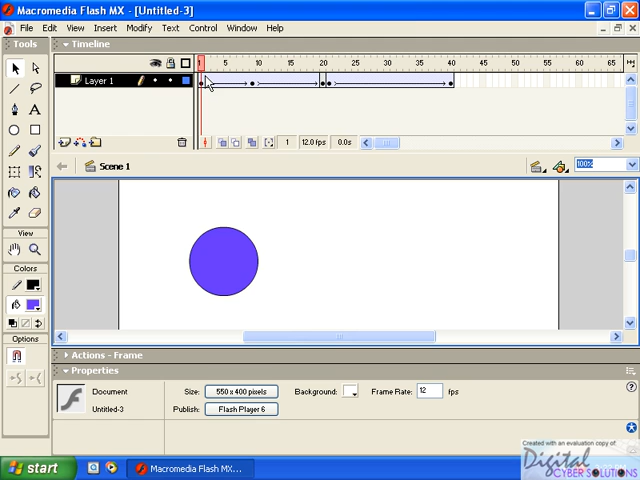 Macromedia Flash MX - [Untitled-3]
File Edit View Insert Modify Text Control Window Help
Tools
Timeline
1 5 10 15 20 25 30 35 40 45 50 55 60 65
Layer 1
1 12.0 fps 0.0s
Scene 1
100%
View
Colors
Options
Actions - Frame
Properties
Document Size: 550 x 400 pixels Background: Frame Rate: 12 fps
Untitled-3 Publish: Flash Player 6
Created with an evaluation copy of
Digital
CYBER SOLUTIONS
start Macromedia Flash MX...